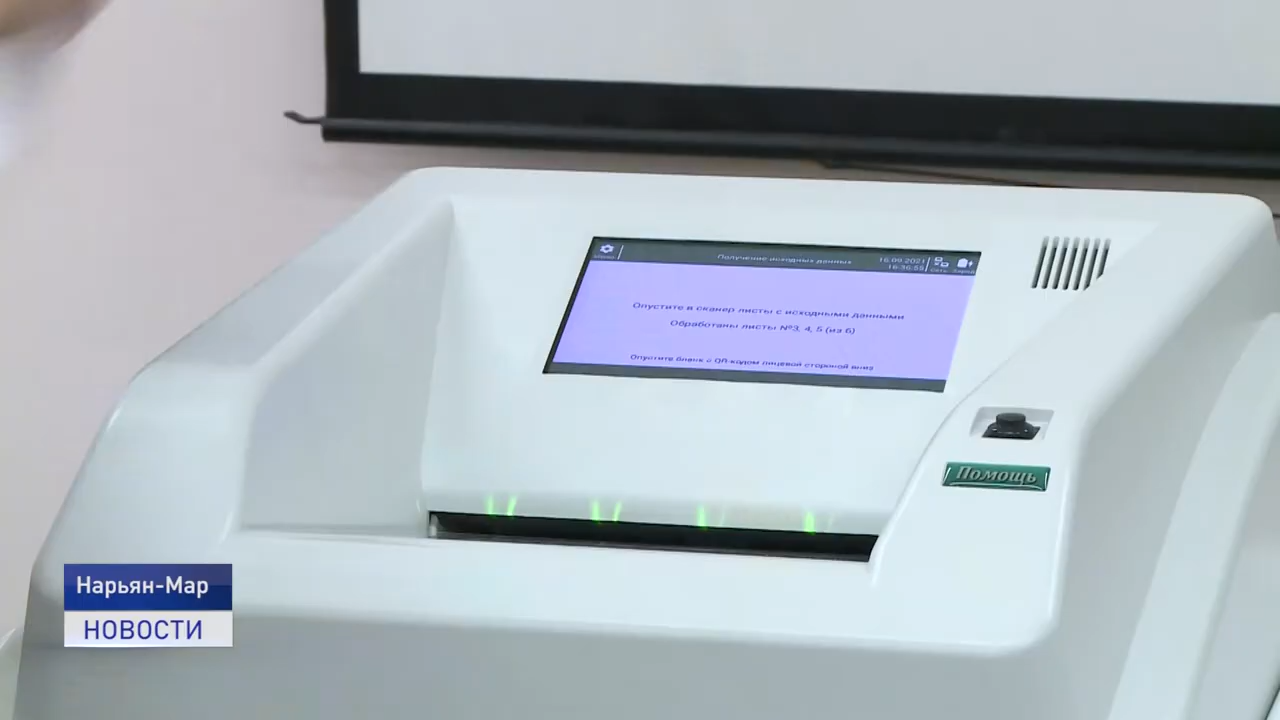 Получение исходных данных
16.09.2021
16:36:59
Опустите в сканер листы с исходными данными
Обработаны листы №3, 4, 5 (из 6)
Опустите бланк с QR-кодом лицевой стороной вниз
Помощь
Нарьян-Мар
НОВОСТИ